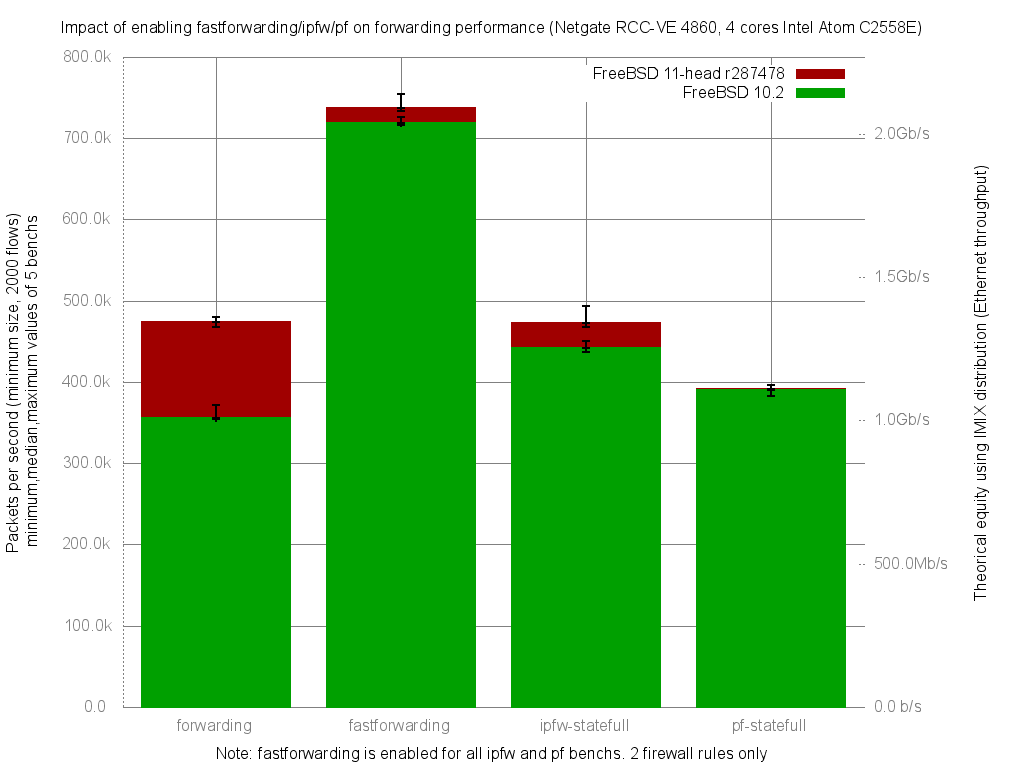 Impact of enabling fastforwarding/ipfw/pf on forwarding performance (Netgate RCC-VE 4860, 4 cores Intel Atom C2558E)
FreeBSD 11-head r287478
FreeBSD 10.2
800.0k
700.0k
600.0k
500.0k
400.0k
300.0k
200.0k
100.0k
0.0
Packets per second (minimum size, 2000 flows)
minimum,median,maximum values of 5 benchs
2.0Gb/s
1.5Gb/s
1.0Gb/s
500.0Mb/s
0.0 b/s
Theorical equity using IMIX distribution (Ethernet throughput)
forwarding
fastforwarding
ipfw-statefull
pf-statefull
Note: fastforwarding is enabled for all ipfw and pf benchs. 2 firewall rules only